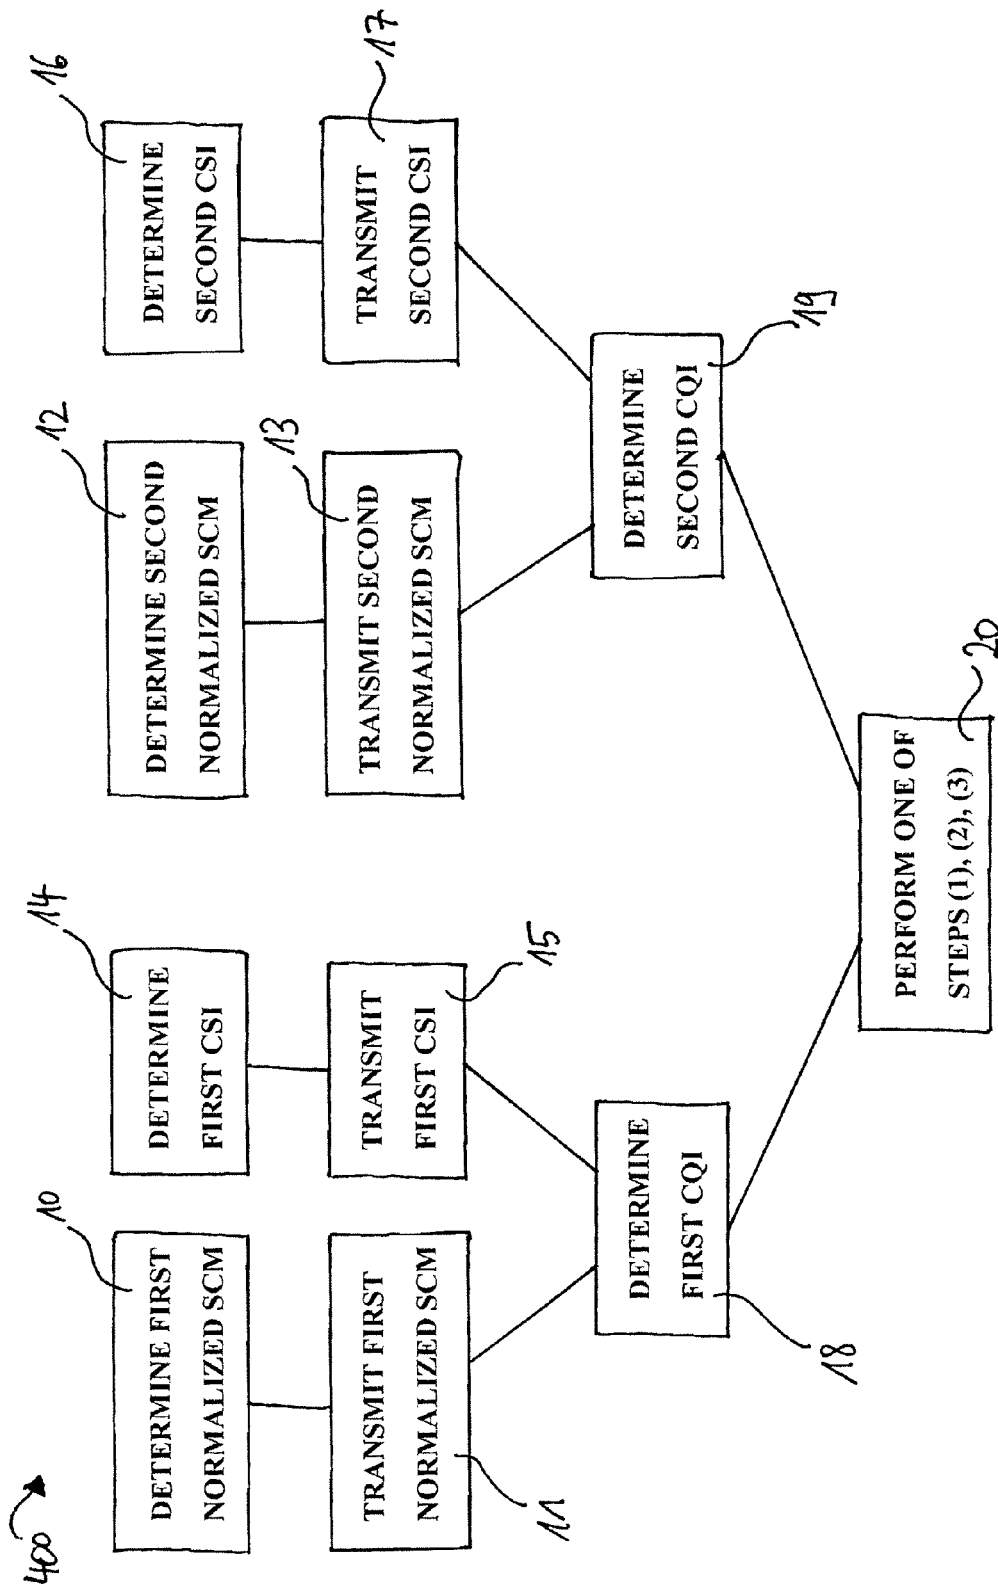 400
10
DETERMINE FIRST
NORMALIZED SCM
14
DETERMINE
FIRST CSI
12
DETERMINE SECOND
NORMALIZED SCM
16
DETERMINE
SECOND CSI
11
TRANSMIT FIRST
NORMALIZED SCM
15
TRANSMIT
FIRST CSI
13
TRANSMIT SECOND
NORMALIZED SCM
17
TRANSMIT
SECOND CSI
18
DETERMINE
FIRST CQI
19
DETERMINE
SECOND CQI
20
PERFORM ONE OF
STEPS (1), (2), (3)